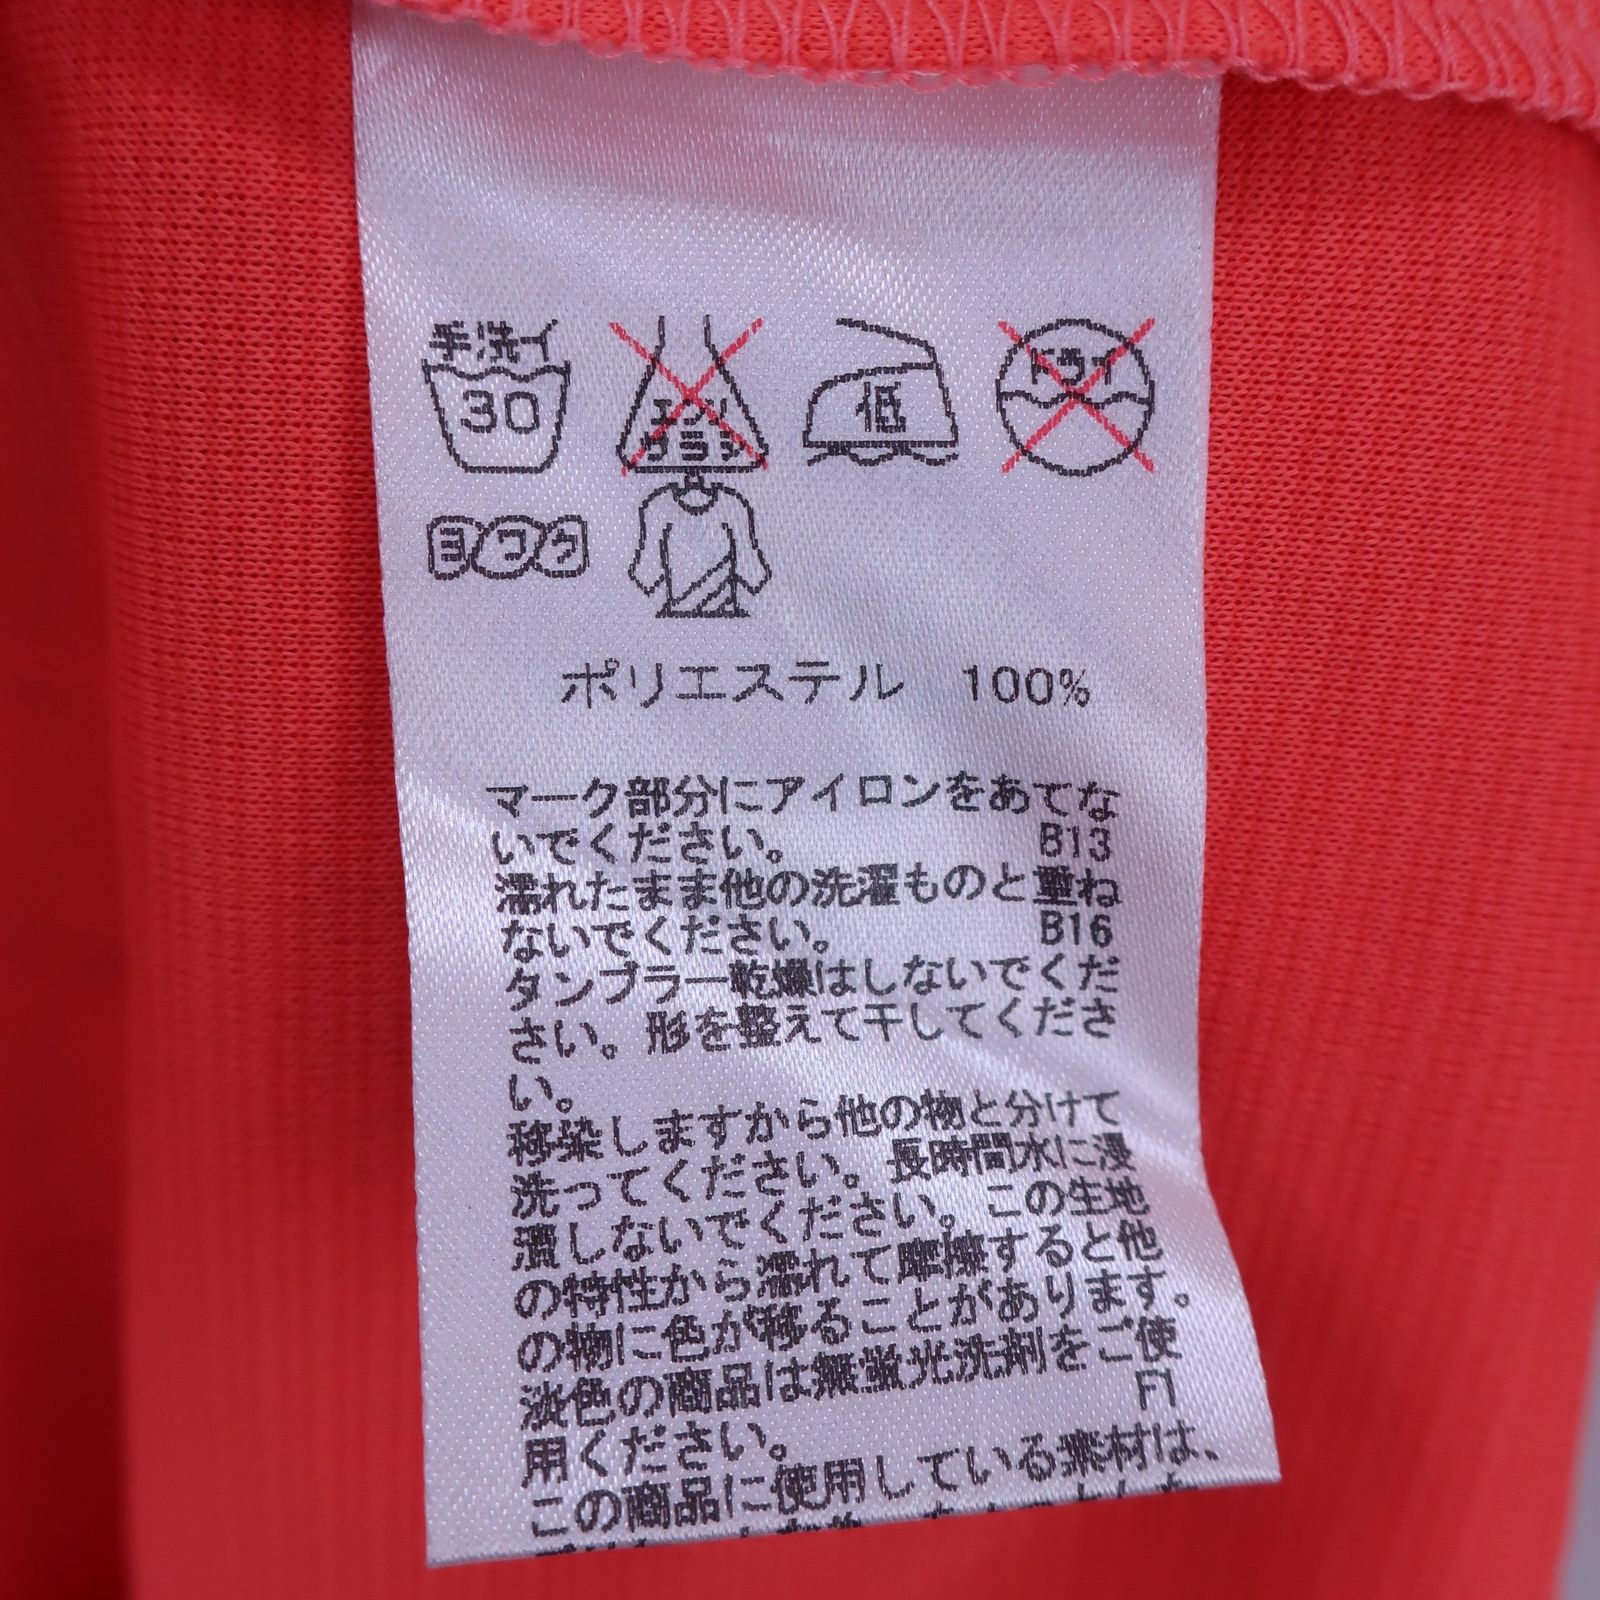 手洗イ
30
エンソ
サラシ
低
ドライ
ヨワク
ポリエステル 100%
マーク部分にアイロンをあてな
いでください。 B13
濡れたまま他の洗濯ものと重ね
ないでください。 B16
タンブラー乾燥はしないでくだ
さい。形を整えて干してくださ
い。
移染しますから他の物と分けて
洗ってください。長時間水に浸
漬しないでください。この生地
の特性から濡れて摩擦すると他
の物に色が移ることがあります。
淡色の商品は無蛍光洗剤をご使
用ください。 F1
この商品に使用している素材は、